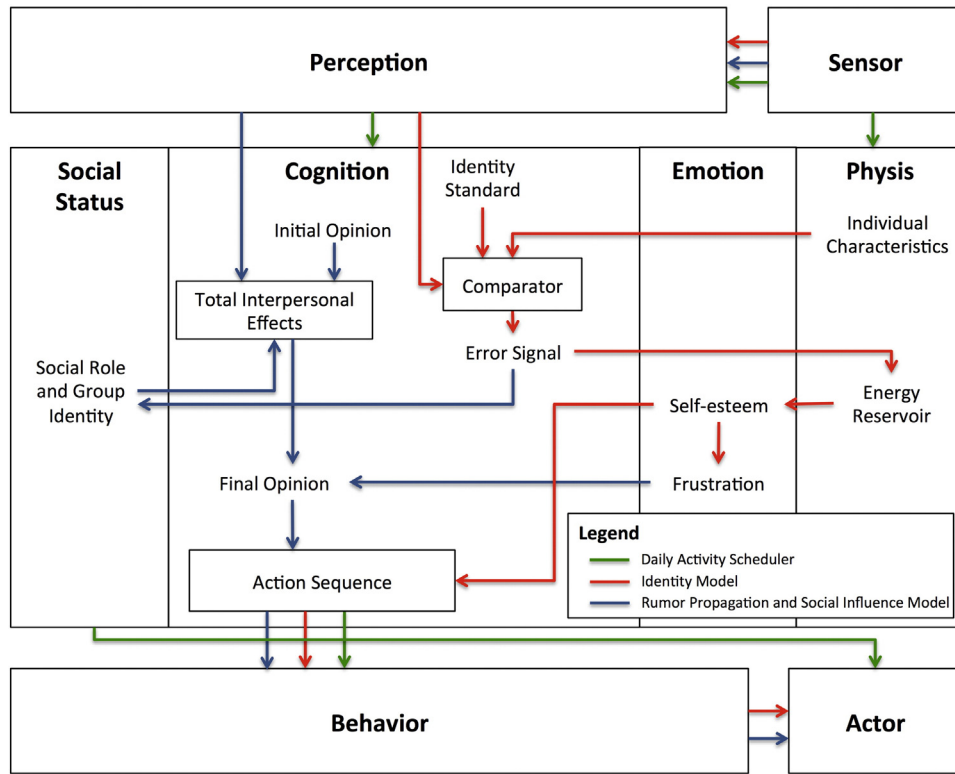 Perception
Sensor
Social
Status
Cognition
Emotion
Physis
Identity
Standard
Initial Opinion
Individual
Characteristics
Comparator
Total Interpersonal
Effects
Error Signal
Social Role
and Group
Identity
Self-esteem
Energy
Reservoir
Final Opinion
Frustration
Legend
Daily Activity Scheduler
Identity Model
Rumor Propagation and Social Influence Model
Action Sequence
Behavior
Actor